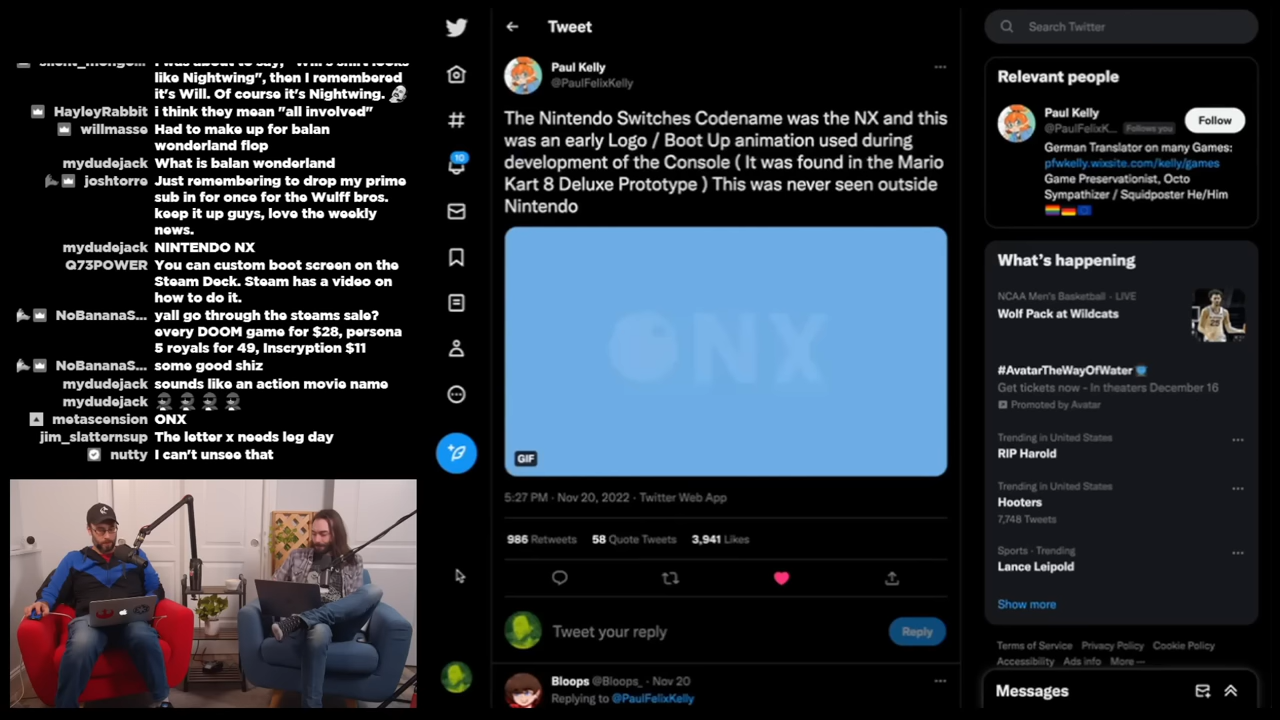 I was about to say, "Will's shirt looks
like Nightwing", then I remembered
it's Will. Of course it's Nightwing.
HayleyRabbit i think they mean "all involved"
willmasse Had to make up for balan
wonderland flop
mydudejack What is balan wonderland
joshtorre Just remembering to drop my prime
sub in for once for the Wulff bros.
keep it up guys, love the weekly
news.
mydudejack NINTENDO NX
Q73POWER You can custom boot screen on the
Steam Deck. Steam has a video on
how to do it.
NoBananaS... yall go through the steams sale?
every DOOM game for $28, persona
5 royals for 49, Inscryption $11
NoBananaS... some good shiz
mydudejack sounds like an action movie name
mydudejack
metascension ONX
jim_slatternsup The letter x needs leg day
nutty I can't unsee that
10
Tweet
Paul Kelly
@PaulFelixKelly
The Nintendo Switches Codename was the NX and this
was an early Logo / Boot Up animation used during
development of the Console ( It was found in the Mario
Kart 8 Deluxe Prototype ) This was never seen outside
Nintendo
NX
GIF
5:27 PM · Nov 20, 2022 · Twitter Web App
986 Retweets 58 Quote Tweets 3,941 Likes
Tweet your reply
Reply
Bloops @Bloops_ · Nov 20
Replying to @PaulFelixKelly
Search Twitter
Relevant people
Paul Kelly
@PaulFelixK... Follows you
Follow
German Translator on many Games:
pfwkelly.wixsite.com/kelly/games
Game Preservationist, Octo
Sympathizer / Squidposter He/Him
What's happening
NCAA Men's Basketball · LIVE
Wolf Pack at Wildcats
#AvatarTheWayOfWater
Get tickets now - In theaters December 16
Promoted by Avatar
Trending in United States
RIP Harold
Trending in United States
Hooters
7,748 Tweets
Sports · Trending
Lance Leipold
Show more
Terms of Service Privacy Policy Cookie Policy
Accessibility Ads info More
Messages